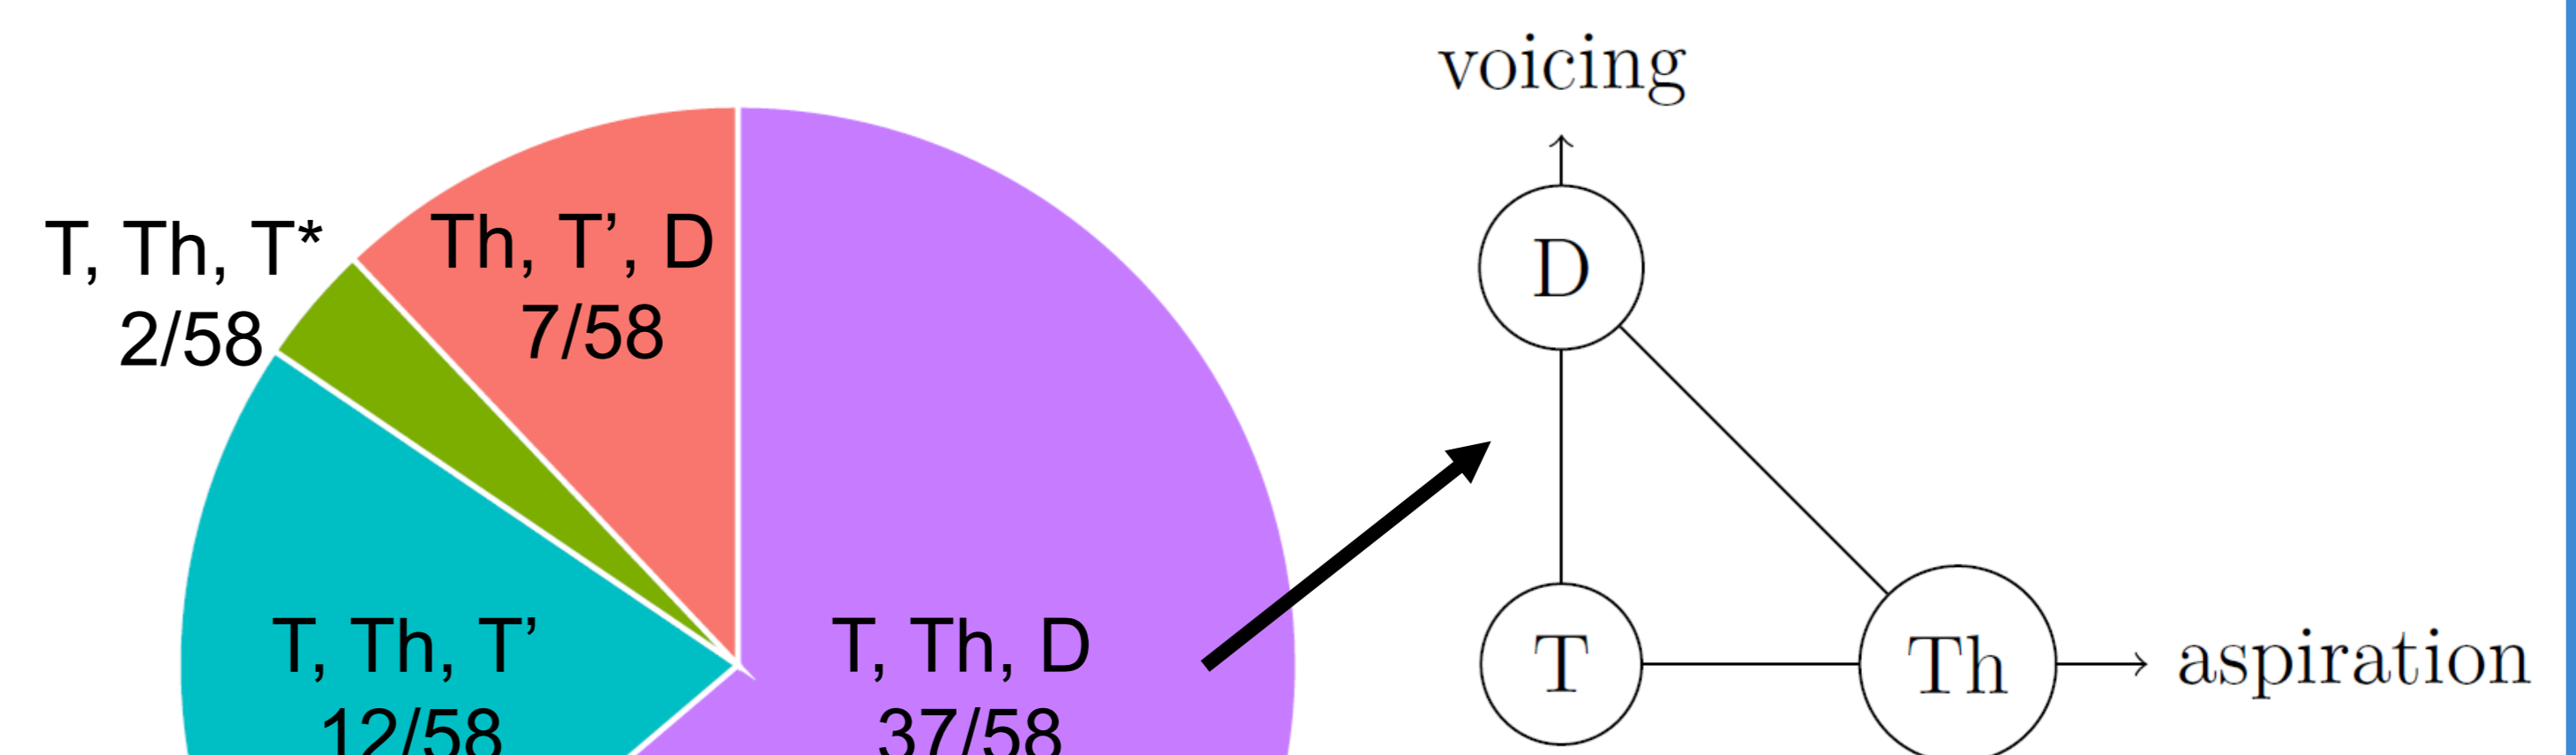 T, Th, T*
2/58
Th, T’, D
7/58
T, Th, T’
12/58
T, Th, D
37/58
voicing
D
T
Th
aspiration